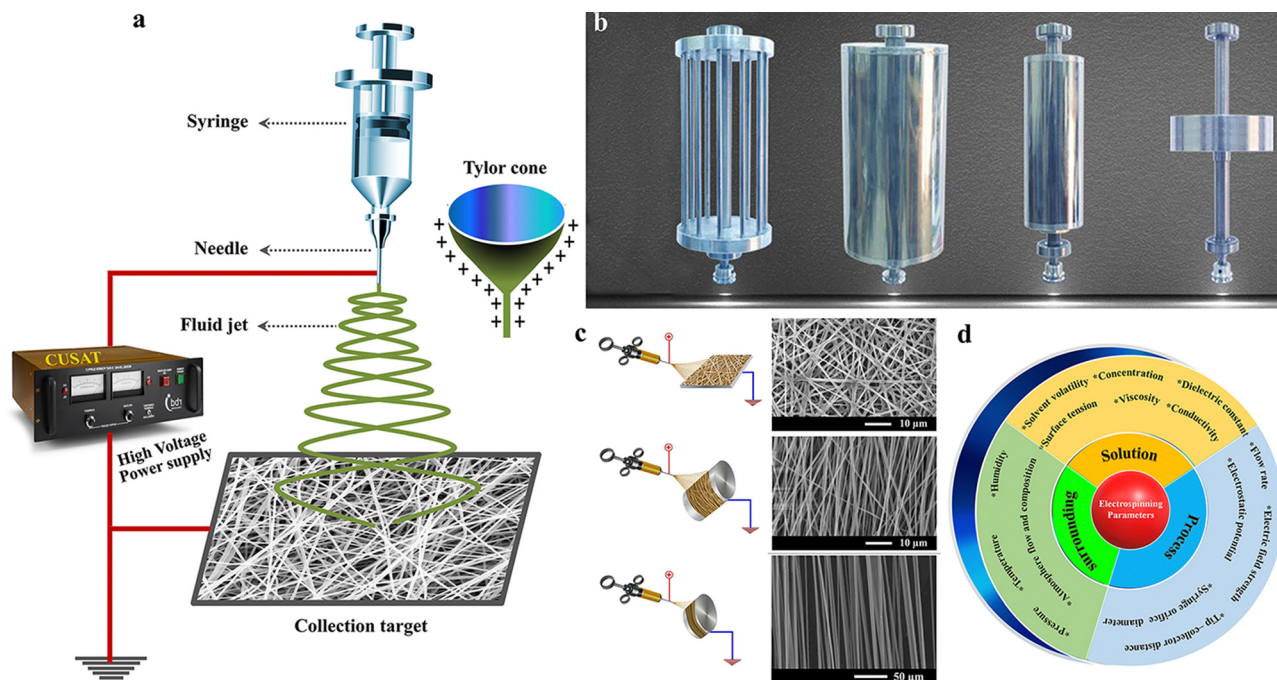 a
Syringe
Tylor cone
Needle
Fluid jet
CUSAT
High Voltage
Power supply
Collection target
b
c
10 µm
10 µm
50 µm
d
*Solvent volatility
*Concentration
*Dielectric constant
*Surface tension
*Viscosity
*Conductivity
Solution
*Flow rate
*Electrostatic potential
*Electric field strength
Process
*Syringe orifice diameter
*Tip–collector distance
Electrospinning
Parameters
surrounding
*Humidity
*Atmosphere flow and composition
*Temperature
*Pressure